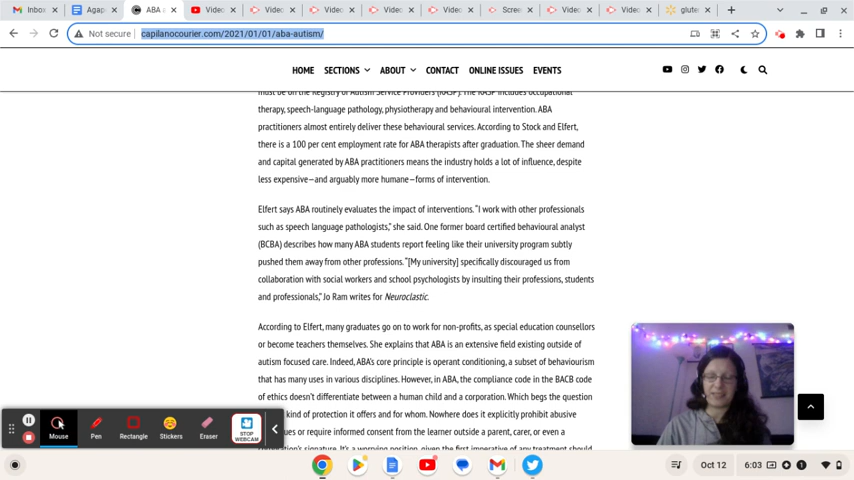 Inbox
Agap
ABA a
Video
Video
Video
Video
Video
Scree
Video
Video
glute
Not secure
capilanocourier.com/2021/01/01/aba-autism/
HOME SECTIONS ABOUT CONTACT ONLINE ISSUES EVENTS
must be on the Registry of Autism Service Providers (RASP). The RASP includes occupational
therapy, speech-language pathology, physiotherapy and behavioural intervention. ABA
practitioners almost entirely deliver these behavioural services. According to Stock and Elfert,
there is a 100 per cent employment rate for ABA therapists after graduation. The sheer demand
and capital generated by ABA practitioners means the industry holds a lot of influence, despite
less expensive—and arguably more humane—forms of intervention.
Elfert says ABA routinely evaluates the impact of interventions. “I work with other professionals
such as speech language pathologists,” she said. One former board certified behavioural analyst
(BCBA) describes how many ABA students report feeling like their university program subtly
pushed them away from other professions. “[My university] specifically discouraged us from
collaboration with social workers and school psychologists by insulting their professions, students
and professionals,” Jo Ram writes for Neuroclastic.
According to Elfert, many graduates go on to work for non-profits, as special education counsellors
or become teachers themselves. She explains that ABA is an extensive field existing outside of
autism focused care. Indeed, ABA’s core principle is operant conditioning, a subset of behaviourism
that has many uses in various disciplines. However, in ABA, the compliance code in the BACB code
of ethics doesn’t differentiate between a human child and a corporation. Which begs the question
kind of protection it offers and for whom. Nowhere does it explicitly prohibit abusive
ues or require informed consent from the learner outside a parent, carer, or even a
signature. It’s a worrying position, given the first imperative of any treatment should
Mouse
Pen
Rectangle
Stickers
Eraser
STOP
WEBCAM
Oct 12
6:03